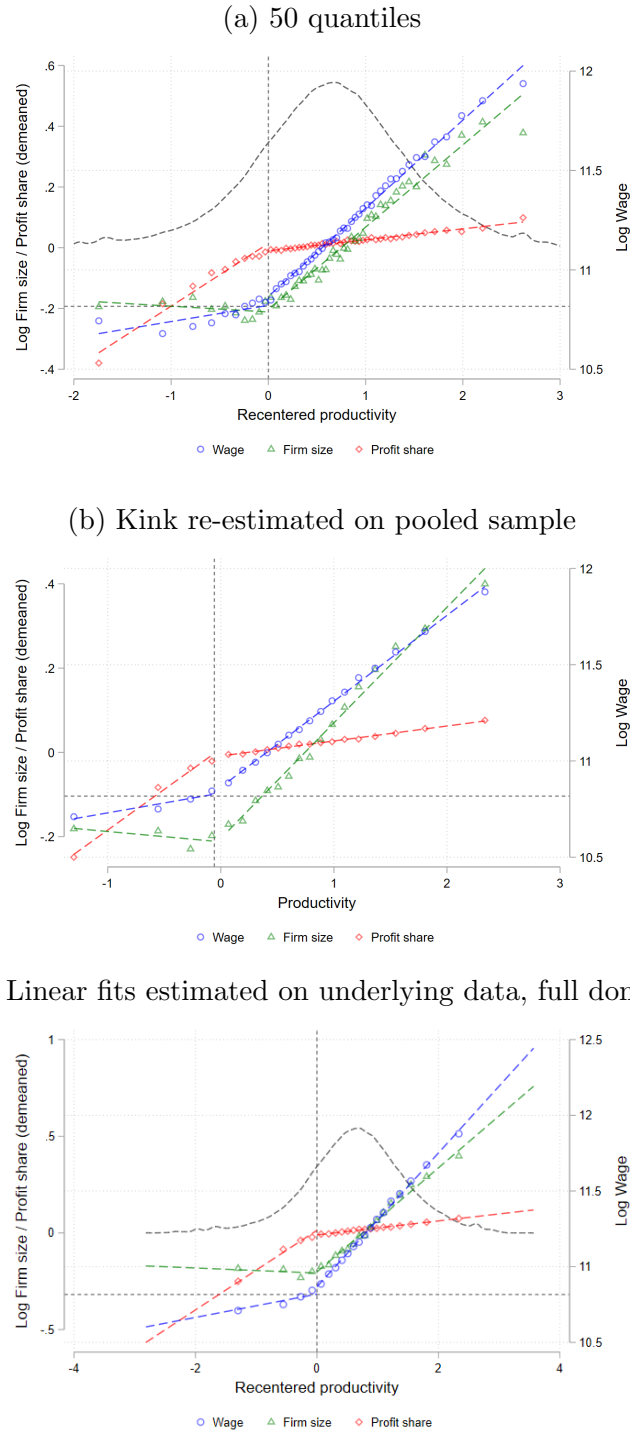 (a) 50 quantiles
.6
.4
.2
0
-.2
-.4
12
11.5
11
10.5
Log Firm size / Profit share (demeaned)
Log Wage
-2 -1 0 1 2 3
Recentered productivity
Wage Firm size Profit share
(b) Kink re-estimated on pooled sample
.4
.2
0
-.2
12
11.5
11
10.5
Log Firm size / Profit share (demeaned)
Log Wage
-1 0 1 2 3
Productivity
Wage Firm size Profit share
Linear fits estimated on underlying data, full
1
.5
0
-.5
12.5
12
11.5
11
10.5
Log Firm size / Profit share (demeaned)
Log Wage
-4 -2 0 2 4
Recentered productivity
Wage Firm size Profit share